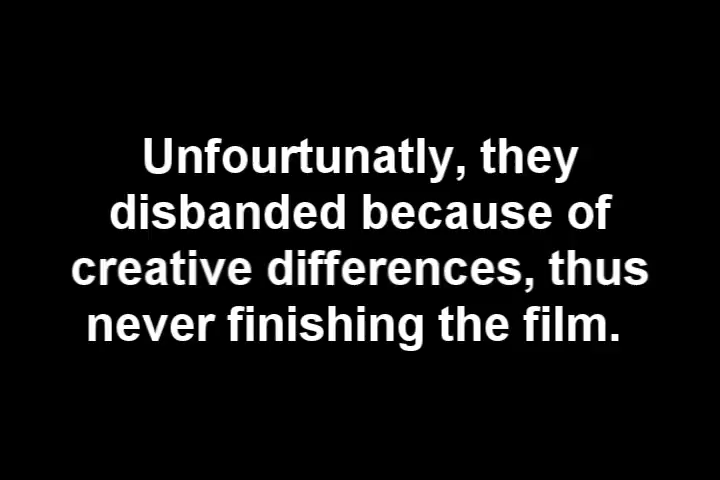 Unfourtunatly, they
disbanded because of
creative differences, thus
never finishing the film.